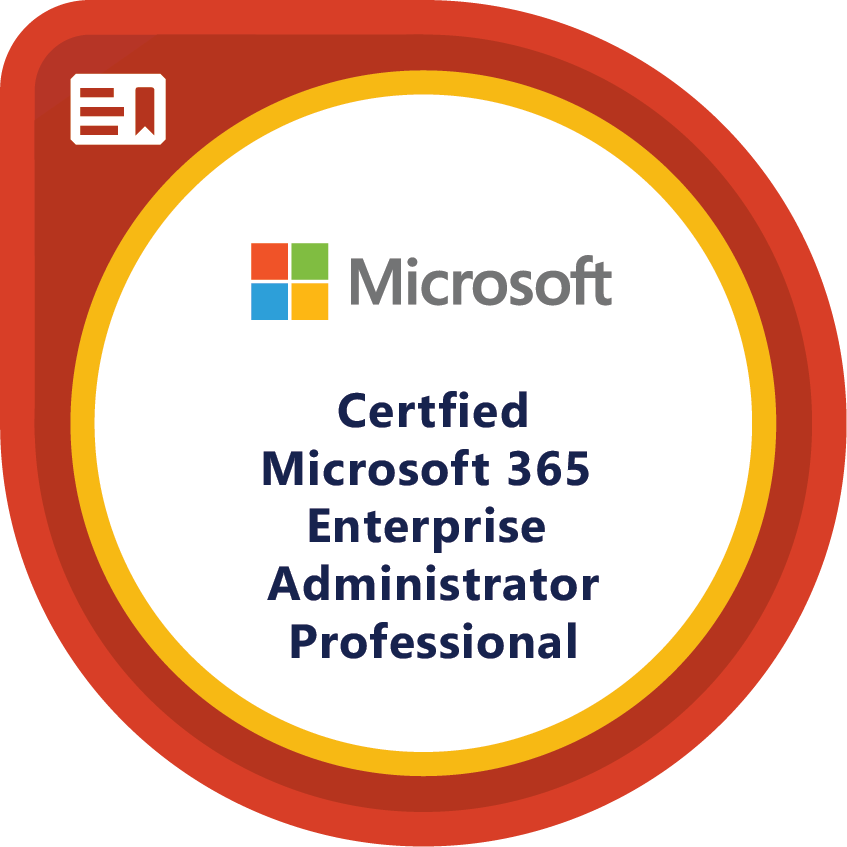 Microsoft
Certfied
Microsoft 365
Enterprise
Administrator
Professional